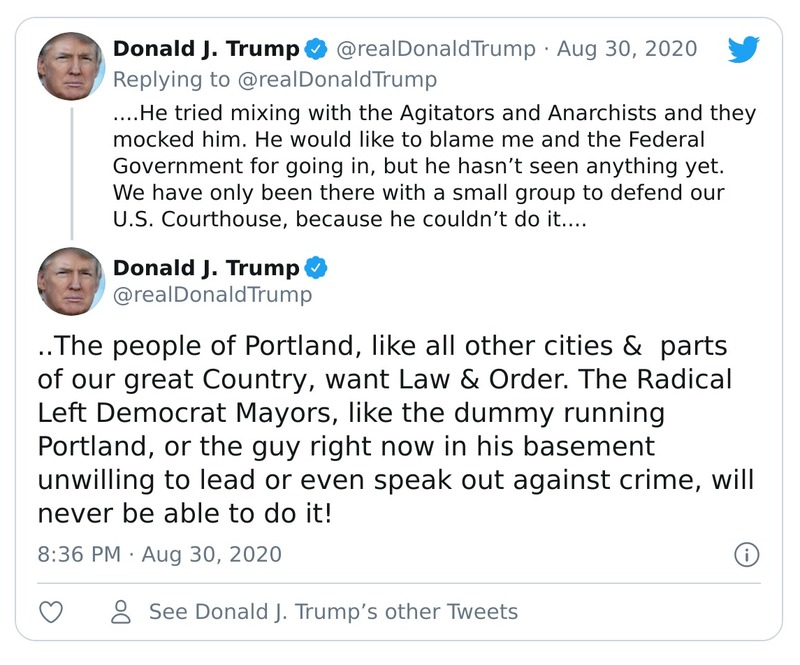 Donald J. Trump @realDonaldTrump · Aug 30, 2020
Replying to @realDonaldTrump
....He tried mixing with the Agitators and Anarchists and they
mocked him. He would like to blame me and the Federal
Government for going in, but he hasn’t seen anything yet.
We have only been there with a small group to defend our
U.S. Courthouse, because he couldn’t do it....
Donald J. Trump
@realDonaldTrump
..The people of Portland, like all other cities &  parts
of our great Country, want Law & Order. The Radical
Left Democrat Mayors, like the dummy running
Portland, or the guy right now in his basement
unwilling to lead or even speak out against crime, will
never be able to do it!
8:36 PM · Aug 30, 2020
See Donald J. Trump’s other Tweets